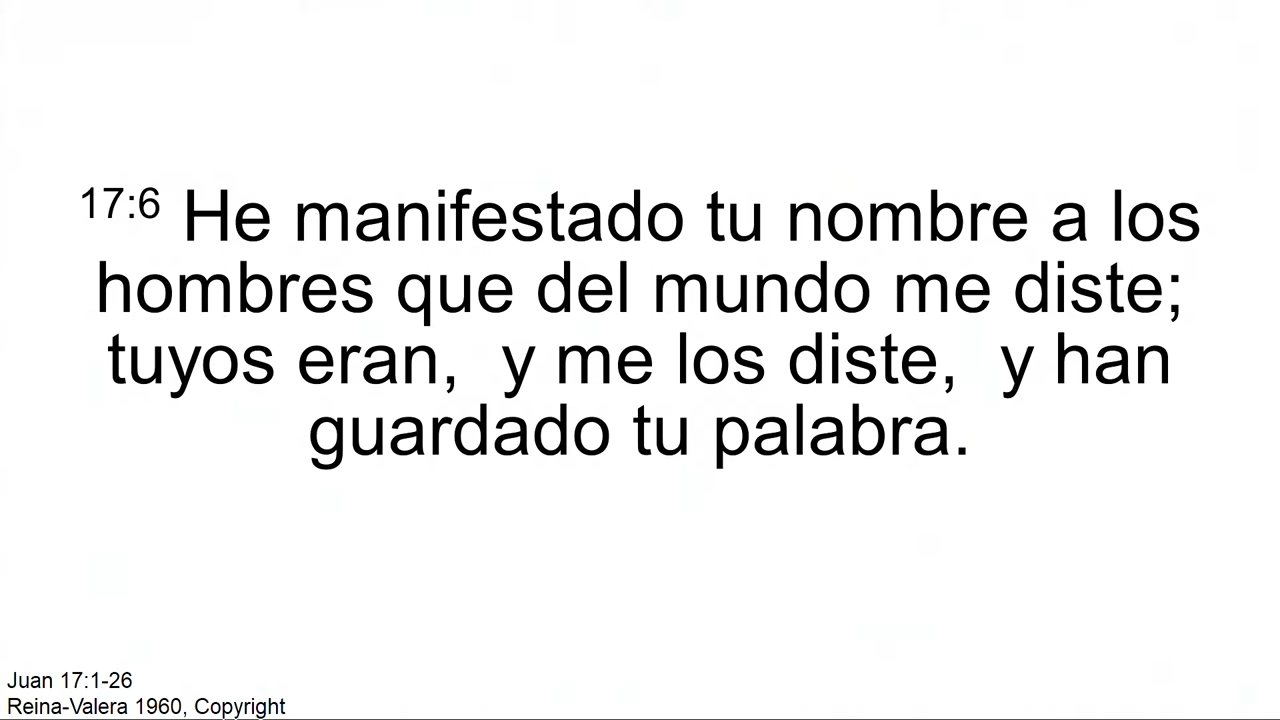 17:6 He manifestado tu nombre a los
hombres que del mundo me diste;
tuyos eran,  y me los diste,  y han
guardado tu palabra.
Juan 17:1-26
Reina-Valera 1960, Copyright